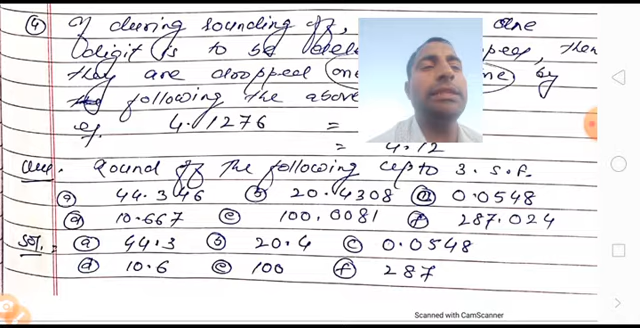 ④ If during rounding off, one
digit is to be pped, then
they are dropped one by
following the above
eg. 4.1276 =
= 4.12
Que. Round off the following upto 3. s.f.
ⓐ 44.346 ⓑ 20.4308 ⓒ 0.0548
ⓓ 10.667 ⓔ 100.0081 ⓕ 287.024
Sol. = ⓐ 44.3 ⓑ 20.4 ⓒ 0.0548
ⓓ 10.6 ⓔ 100 ⓕ 287
Scanned with CamScanner